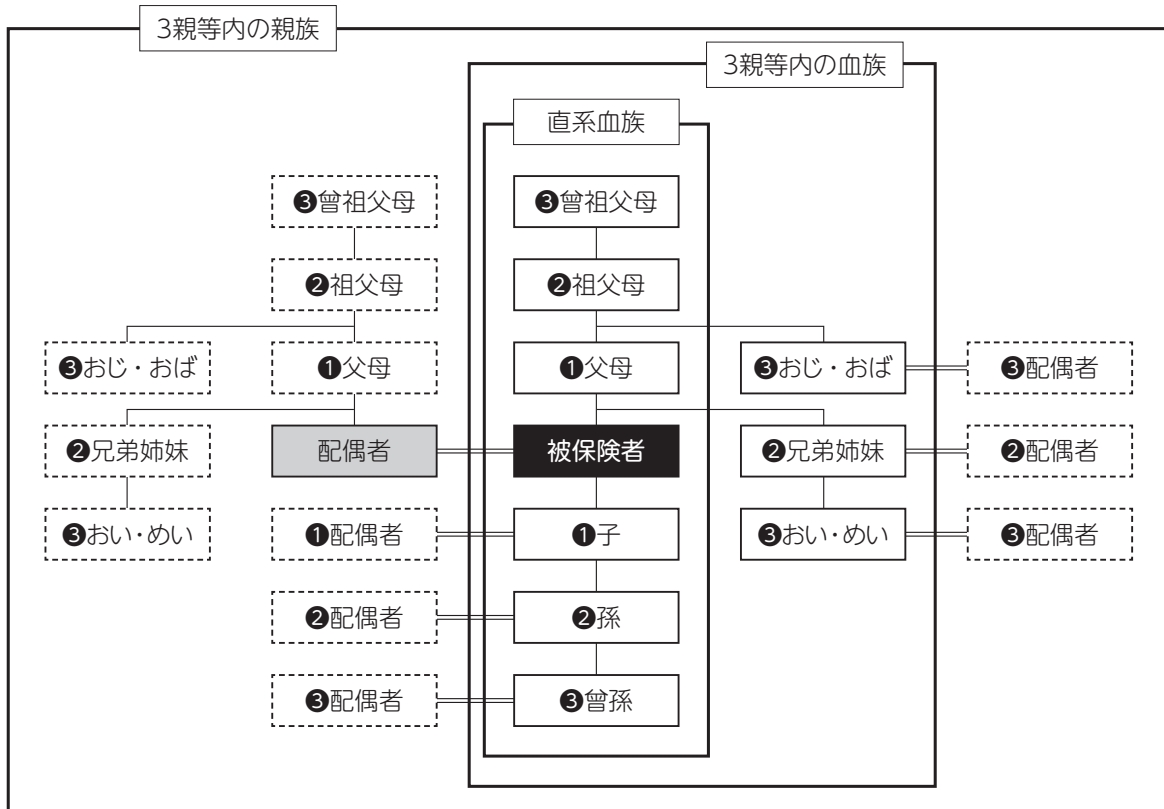 3親等内の親族
3親等内の血族
直系血族
❸曾祖父母
❸曾祖父母
❷祖父母
❷祖父母
❸おじ・おば
❶父母
❶父母
❸おじ・おば
❸配偶者
❷兄弟姉妹
配偶者
被保険者
❷兄弟姉妹
❷配偶者
❸おい・めい
❶配偶者
❶子
❸おい・めい
❸配偶者
❷配偶者
❷孫
❸配偶者
❸曾孫